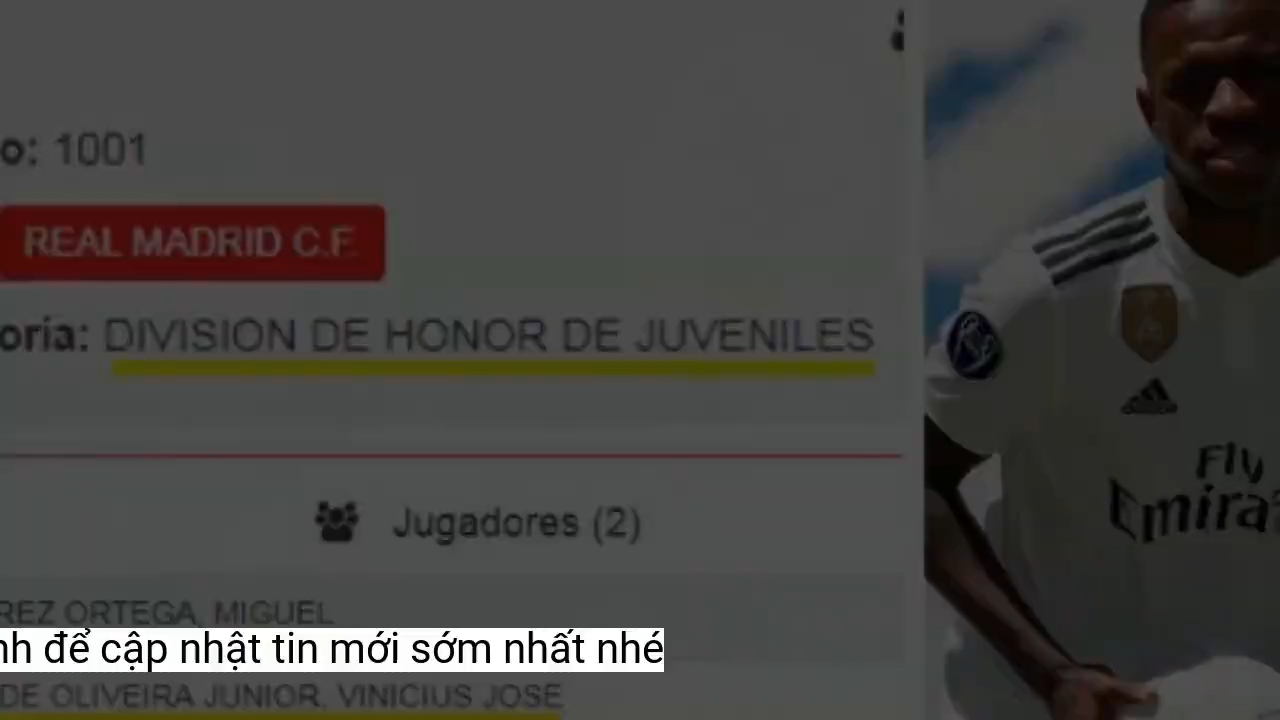 o: 1001
REAL MADRID C.F.
oria: DIVISION DE HONOR DE JUVENILES
Jugadores (2)
REZ ORTEGA, MIGUEL
nh để cập nhật tin mới sớm nhất nhé
DE OLIVEIRA JUNIOR, VINICIUS JOSE
Fly
Emira